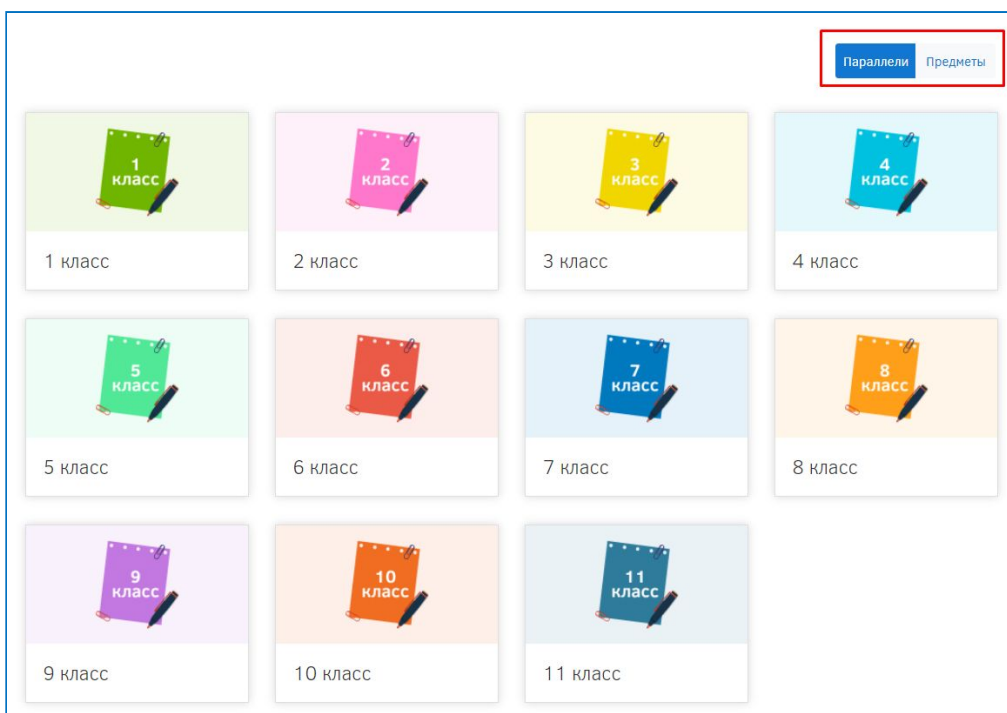 Параллели Предметы
1
класс
2
класс
3
класс
4
класс
1 класс
2 класс
3 класс
4 класс
5
класс
6
класс
7
класс
8
класс
5 класс
6 класс
7 класс
8 класс
9
класс
10
класс
11
класс
9 класс
10 класс
11 класс